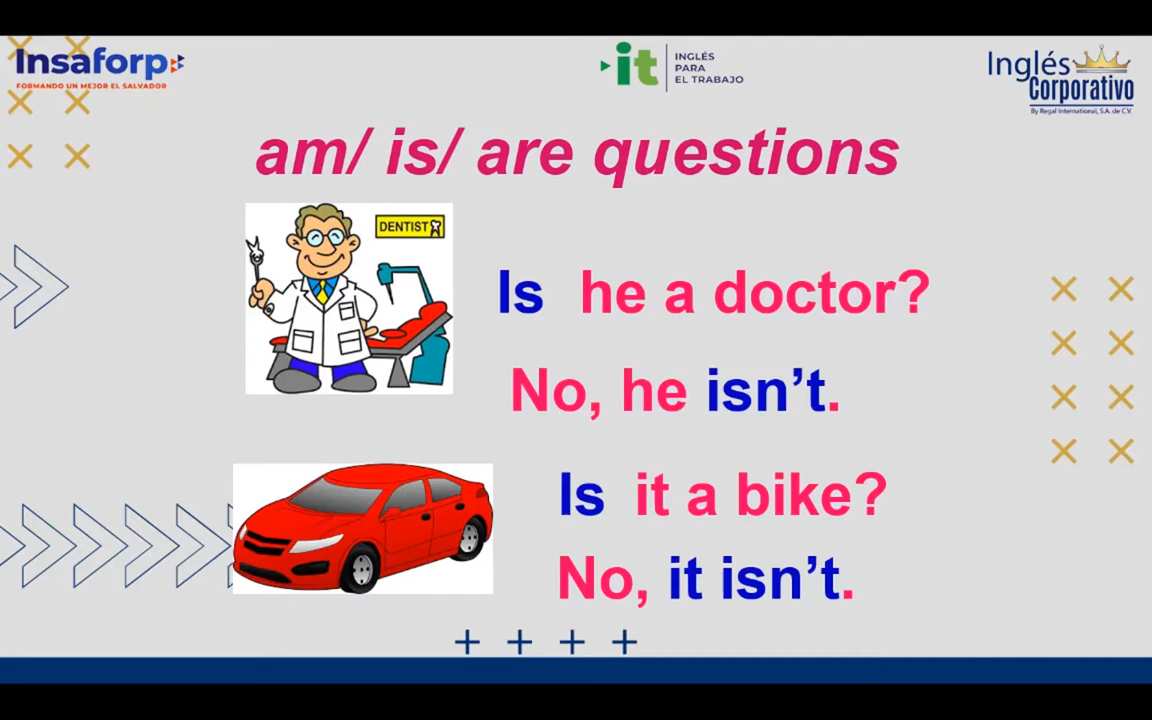 Insaforp
FORMANDO UN MEJOR EL SALVADOR
it
INGLÉS
PARA
EL TRABAJO
Inglés
Corporativo
By Regal International, S.A. de C.V.
am/ is/ are questions
DENTIST
Is he a doctor?
No, he isn’t.
Is it a bike?
No, it isn’t.